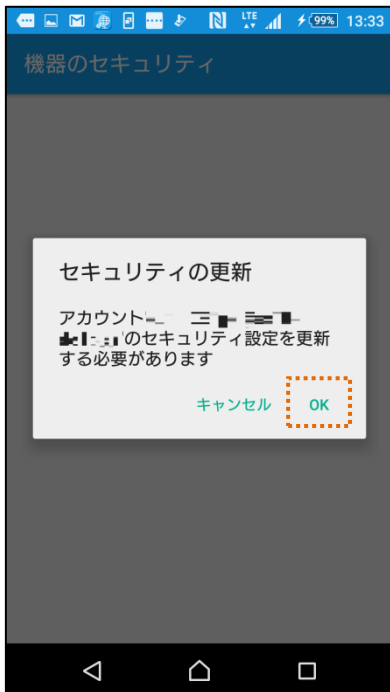 LTE 99% 13:33
機器のセキュリティ
セキュリティの更新
アカウント
のセキュリティ設定を更新
する必要があります
キャンセル OK